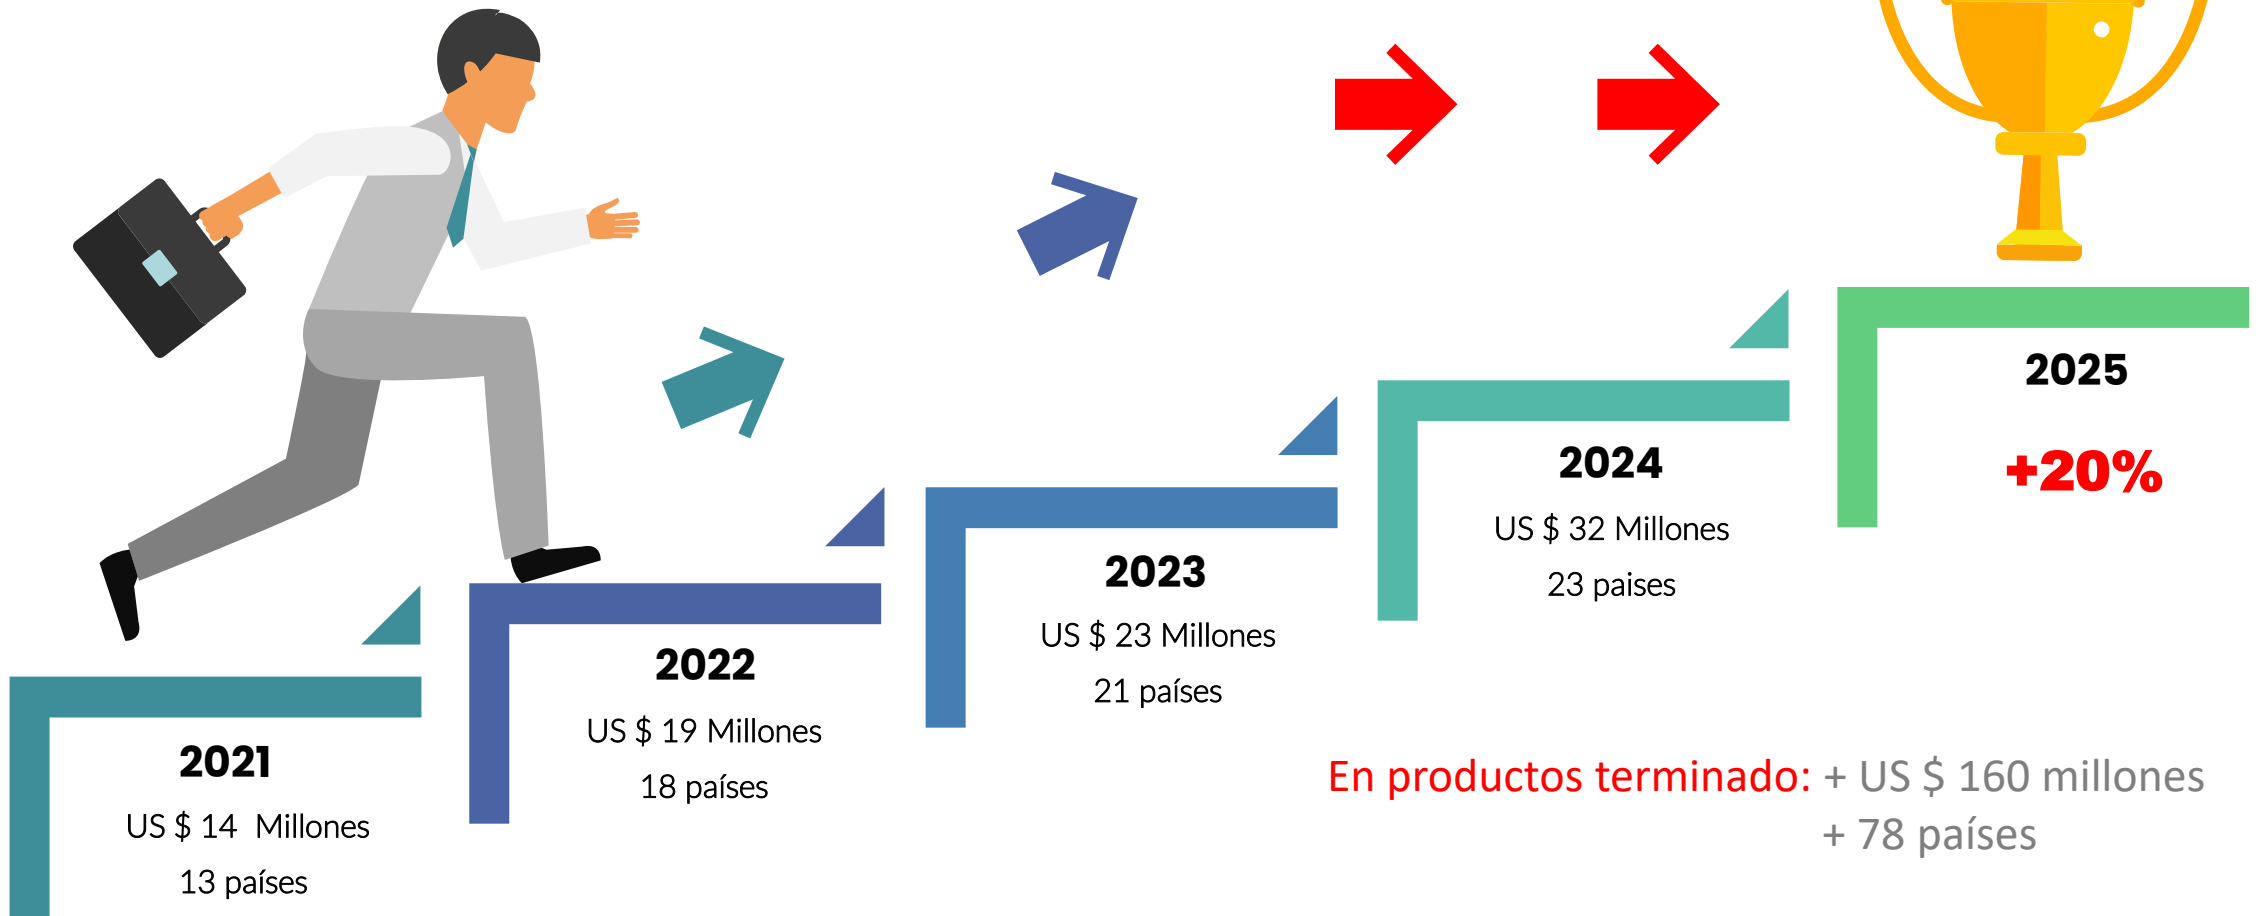 2021
US $ 14  Millones
13 países
2022
US $ 19 Millones
18 países
2023
US $ 23 Millones
21 países
2024
US $ 32 Millones
23 paises
2025
+20%
En productos terminado: + US $ 160 millones
+ 78 países